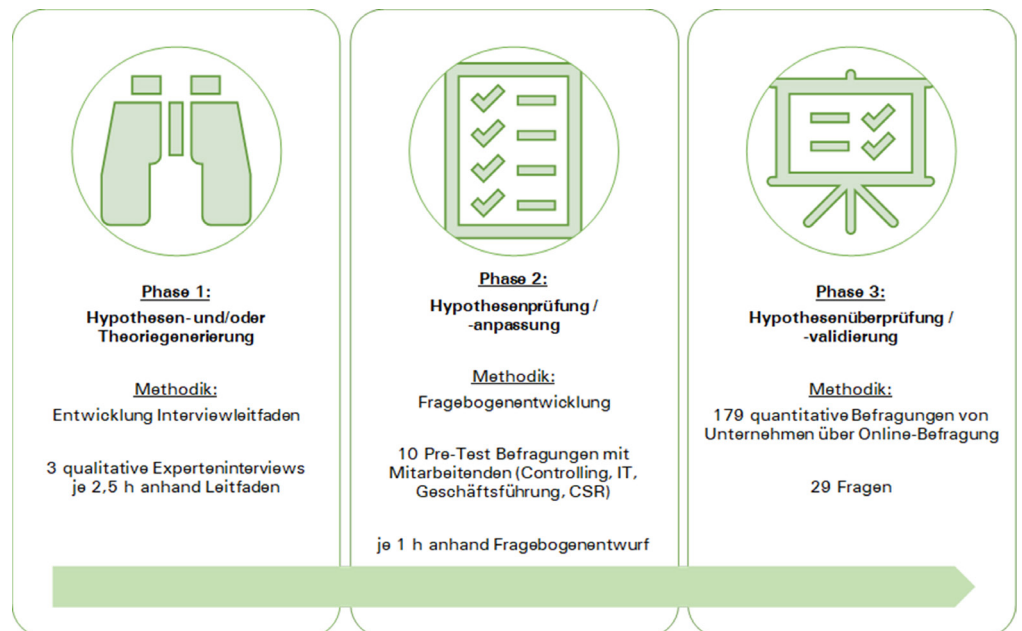 Phase 1:
Hypothesen- und/oder
Theoriegenerierung
Methodik:
Entwicklung Interviewleitfaden
3 qualitative Experteninterviews
je 2,5 h anhand Leitfaden
Phase 2:
Hypothesenprüfung /
-anpassung
Methodik:
Fragebogenentwicklung
10 Pre-Test Befragungen mit
Mitarbeitenden (Controlling, IT,
Geschäftsführung, CSR)
je 1 h anhand Fragebogenentwurf
Phase 3:
Hypothesenüberprüfung /
-validierung
Methodik:
179 quantitative Befragungen von
Unternehmen über Online-Befragung
29 Fragen